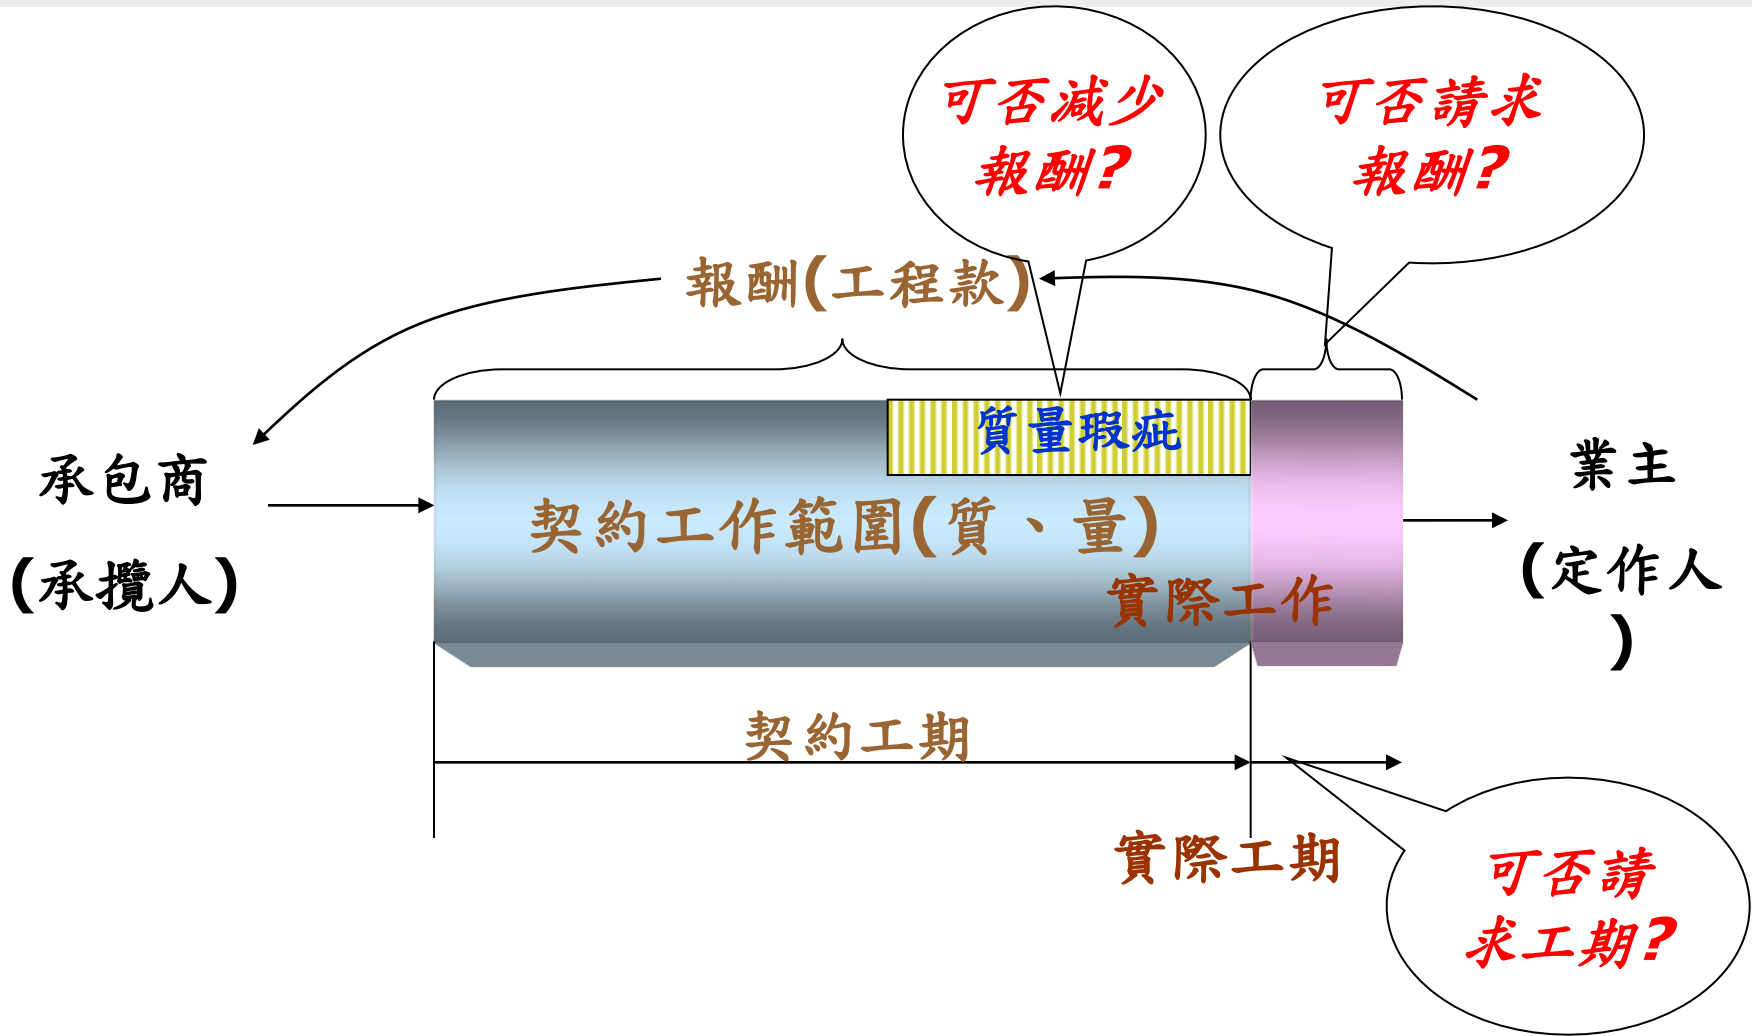 可否減少
報酬?
可否請求
報酬?
報酬(工程款)
質量瑕疵
承包商
(承攬人)
業主
(定作人
)
契約工作範圍(質、量)
實際工作
契約工期
實際工期
可否請
求工期?